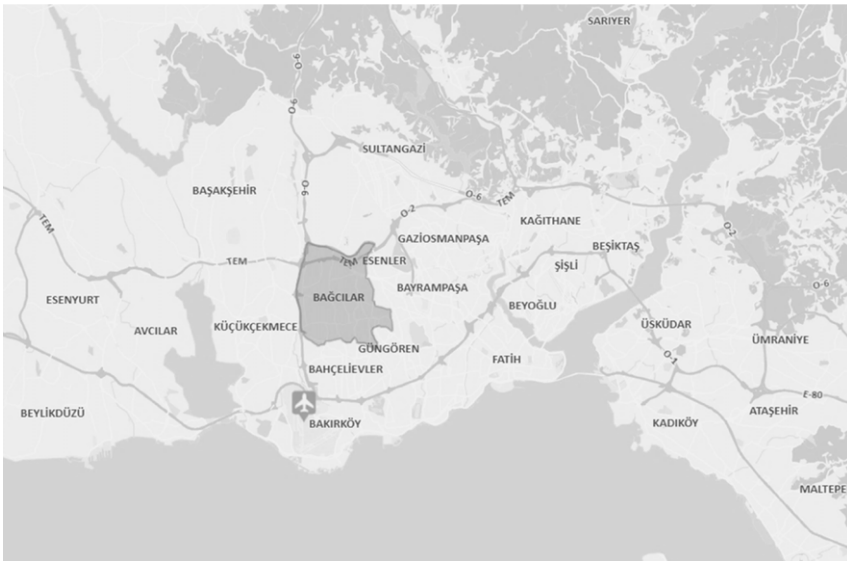 SARIYER
O-6
O-6
SULTANGAZİ
BAŞAKŞEHİR
O-6
O-6
TEM
O-2
KAĞITHANE
TEM
O-2
GAZİOSMANPAŞA
BEŞİKTAŞ
TEM
TEM
ESENLER
ŞİŞLİ
O-6
BAYRAMPAŞA
ESENYURT
BAĞCILAR
BEYOĞLU
AVCILAR
KÜÇÜKÇEKMECE
ÜSKÜDAR
ÜMRANİYE
GÜNGÖREN
O-1
FATİH
BAHÇELİEVLER
E-80
BEYLİKDÜZÜ
ATAŞEHİR
BAKIRKÖY
KADIKÖY
MALTEPE